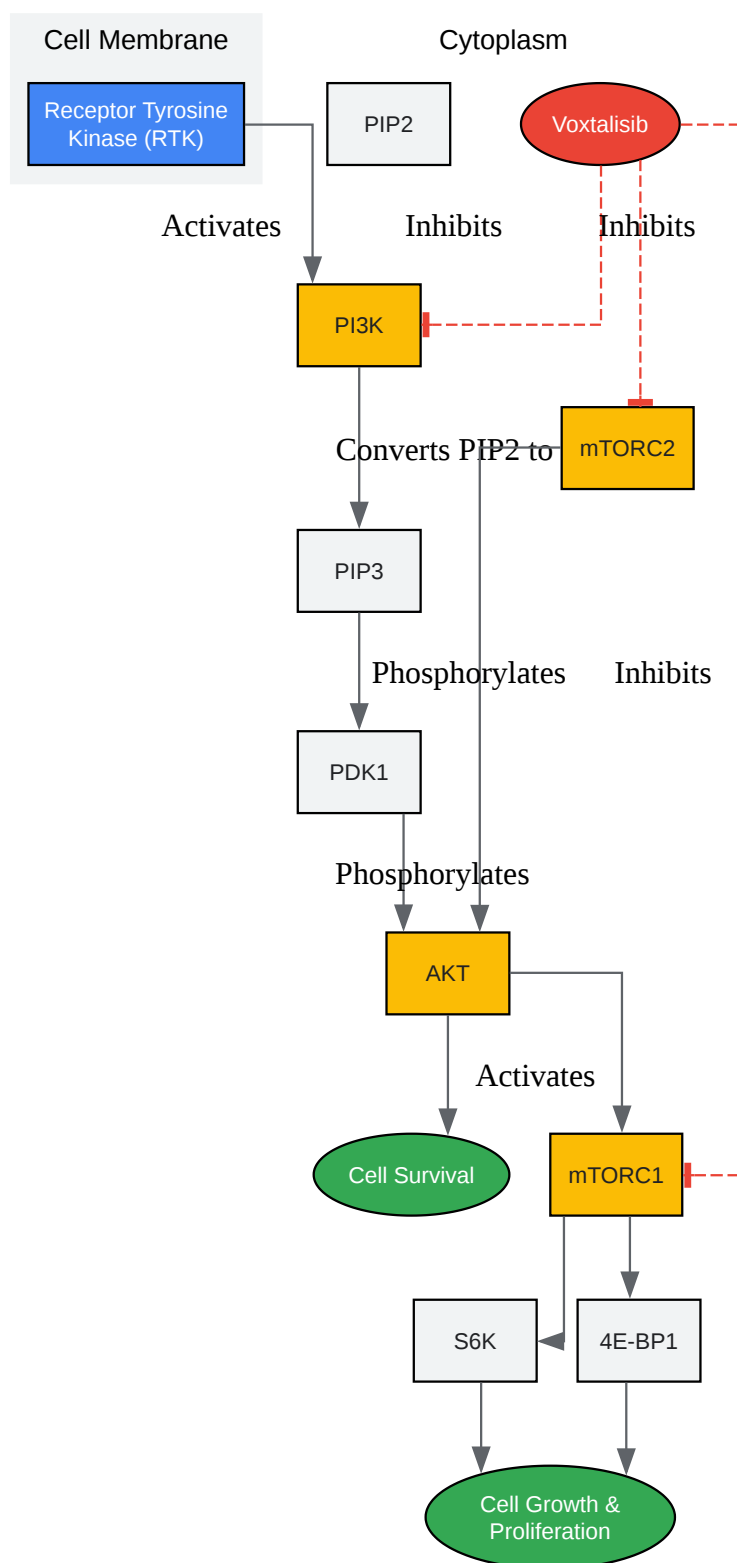 Cell Membrane
Cytoplasm
Receptor Tyrosine
Kinase (RTK)
PIP2
Voxtalisib
Activates
Inhibits
Inhibits
PI3K
Converts PIP2 to
mTORC2
PIP3
Phosphorylates
Inhibits
PDK1
Phosphorylates
AKT
Activates
Cell Survival
mTORC1
S6K
4E-BP1
Cell Growth &
Proliferation